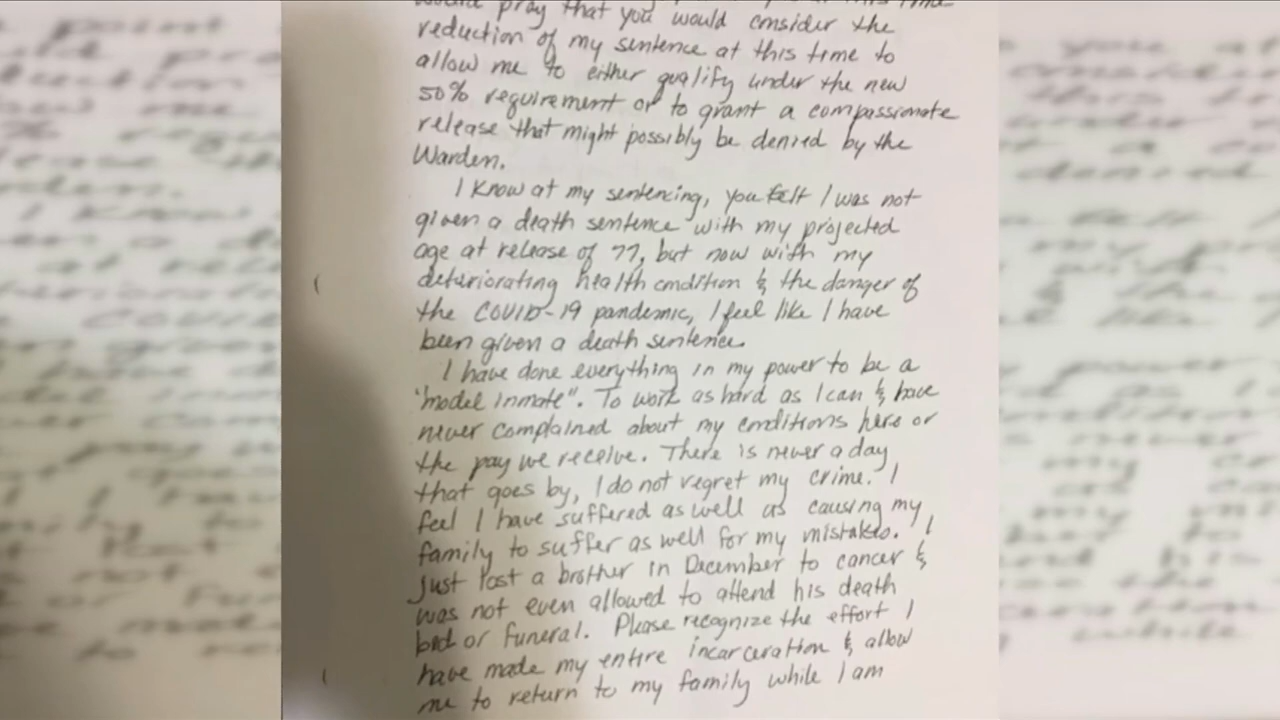 would pray that you would consider the
reduction of my sentence at this time to
allow me to either qualify under the new
50% requirement or to grant a compassionate
release that might possibly be denied by the
Warden.
I know at my sentencing, you felt I was not
given a death sentence with my projected
age at release of 77, but now with my
deteriorating health condition & the danger of
the COVID-19 pandemic, I feel like I have
been given a death sentence.
I have done everything in my power to be a
"model inmate". To work as hard as I can & have
never complained about my conditions here or
the pay we receive. There is never a day
that goes by, I do not regret my crime. I
feel I have suffered as well as causing my
family to suffer as well for my mistakes. I
just lost a brother in December to cancer &
was not even allowed to attend his death
bed or funeral. Please recognize the effort I
have made my entire incarceration & allow
me to return to my family while I am